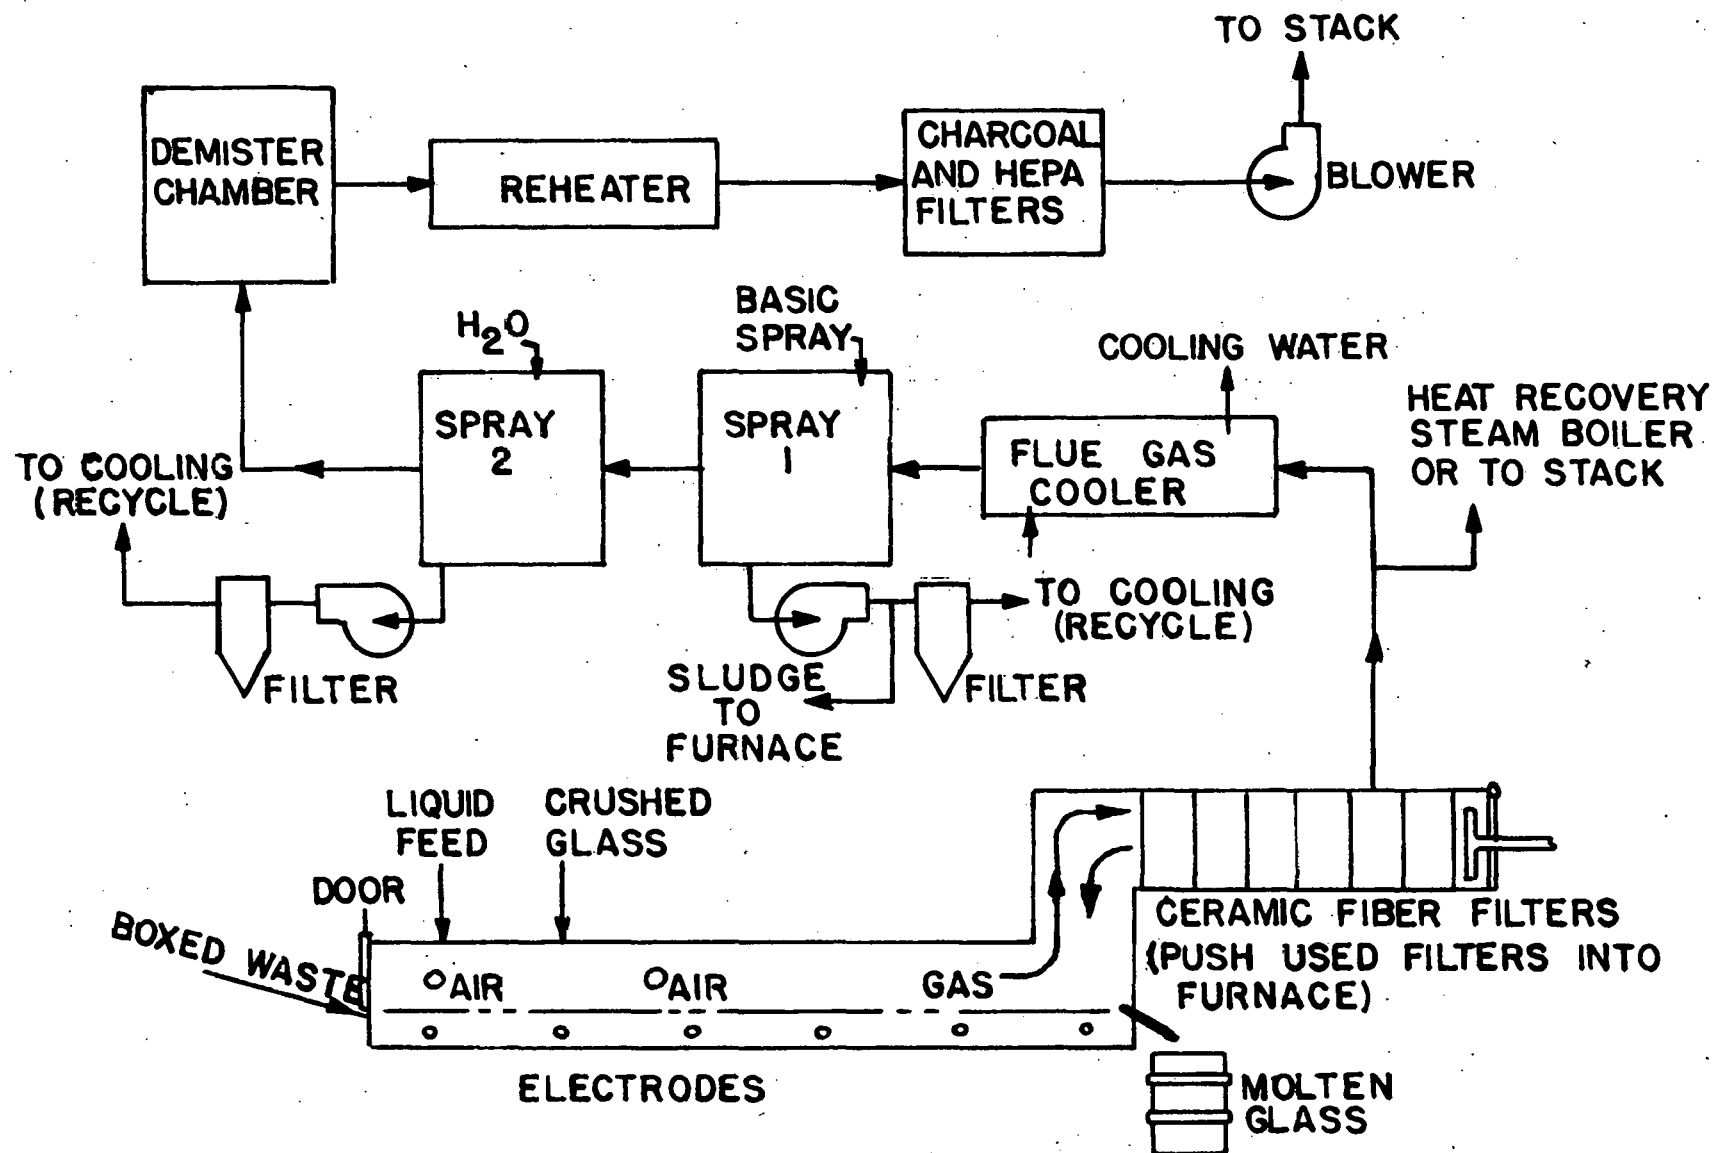 TO STACK
DEMISTER
CHAMBER
REHEATER
CHARCOAL
AND HEPA
FILTERS
BLOWER
H2O
BASIC
SPRAY
COOLING WATER
SPRAY
2
SPRAY
1
FLUE GAS
COOLER
HEAT RECOVERY
STEAM BOILER
OR TO STACK
TO COOLING
(RECYCLE)
TO COOLING
(RECYCLE)
FILTER
SLUDGE
TO
FURNACE
FILTER
LIQUID
FEED
CRUSHED
GLASS
DOOR
BOXED WASTE
AIR
AIR
GAS
CERAMIC FIBER FILTERS
(PUSH USED FILTERS INTO
FURNACE)
ELECTRODES
MOLTEN
GLASS